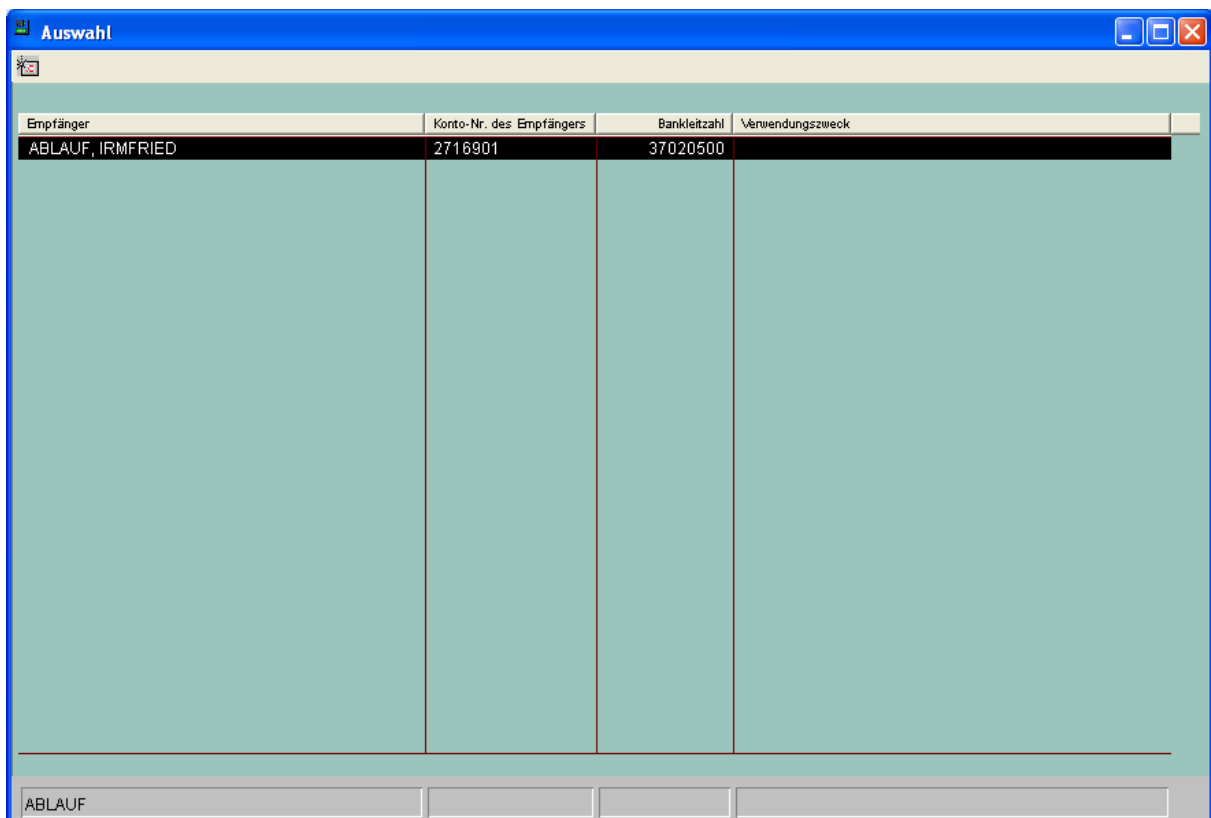 Auswahl
Empfänger Konto-Nr. des Empfängers Bankleitzahl Verwendungszweck
ABLAUF, IRMFRIED 2716901 37020500
ABLAUF